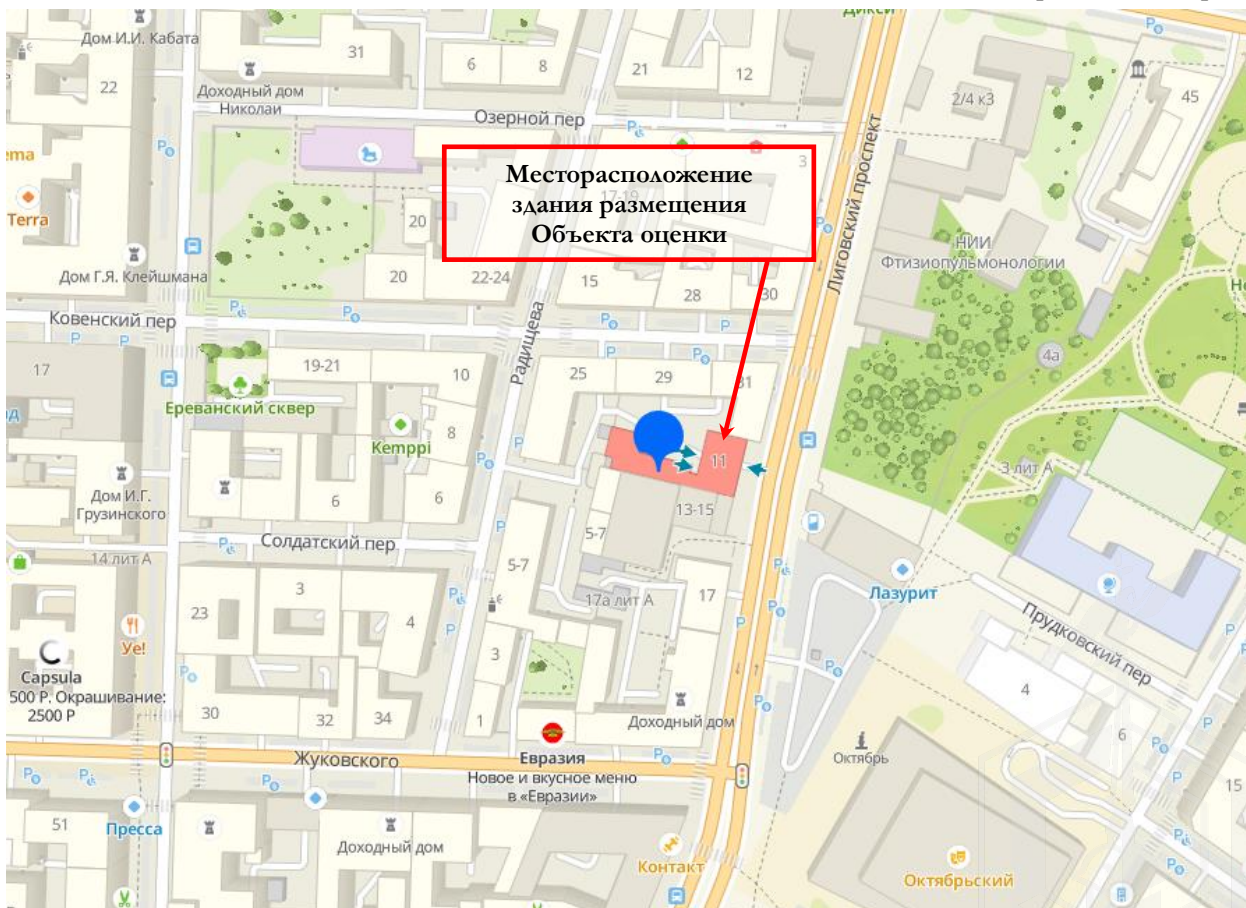 Дикси
Дом И.И. Кабата
31
6
8
21
12
22
Доходный дом
Николаи
2/4 к3
45
Озерной пер
ema
Terra
Месторасположение
здания размещения
Объекта оценки
17-19
3
20
Лиговский проспект
НИИ
Фтизиопульмонологии
Дом Г.Я. Клейшмана
20
22-24
15
28
30
Ковенский пер
Радищева
17
19-21
10
25
29
31
4а
Ереванский сквер
Kemppi
8
11
3 лит А
Дом И.Г.
Грузинского
6
6
13-15
5-7
Солдатский пер
14 лит А
5-7
3
17а лит А
17
Лазурит
23
4
Прудковский пер
Уе!
3
Capsula
500 Р. Окрашивание:
2500 Р
4
30
32
34
1
Доходный дом
6
Жуковского
Евразия
Новое и вкусное меню
в «Евразии»
Октябрь
15
51
Пресса
Доходный дом
Контакт
Октябрьский